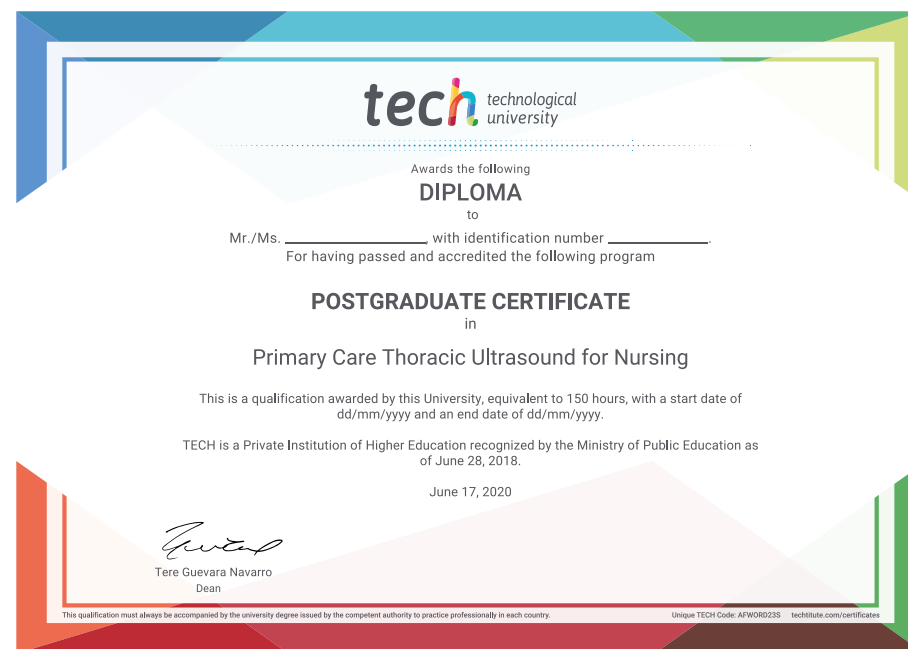 tech technological
university
Awards the following
DIPLOMA
to
Mr./Ms. ____________________, with identification number ______________.
For having passed and accredited the following program
POSTGRADUATE CERTIFICATE
in
Primary Care Thoracic Ultrasound for Nursing
This is a qualification awarded by this University, equivalent to 150 hours, with a start date of
dd/mm/yyyy and an end date of dd/mm/yyyy.
TECH is a Private Institution of Higher Education recognized by the Ministry of Public Education as
of June 28, 2018.
June 17, 2020
Tere Guevara Navarro
Dean
This qualification must always be accompanied by the university degree issued by the competent authority to practice professionally in each country.
Unique TECH Code: AFWORD23S techtitute.com/certificates